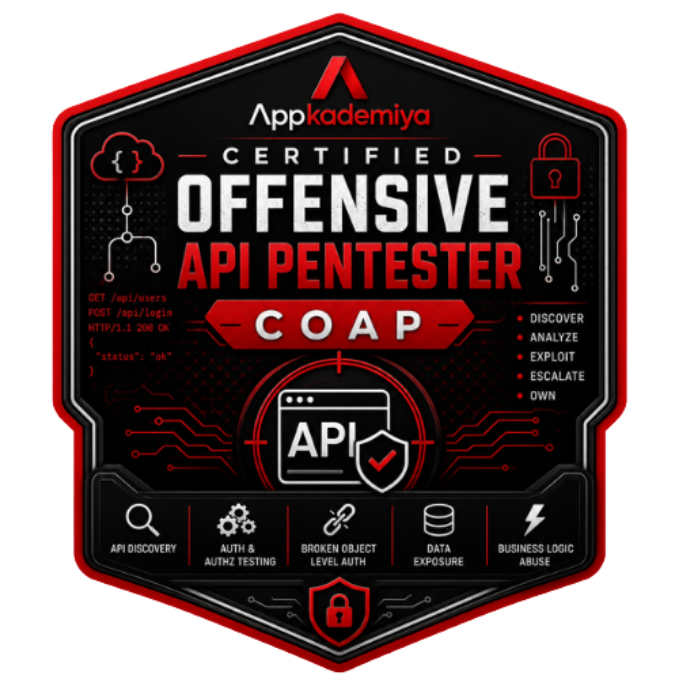 Appkademiya
CERTIFIED
OFFENSIVE
API PENTESTER
COAP
{ }
GET /api/users
POST /api/login
HTTP/1.1 200 OK
{
"status": "ok"
}
• DISCOVER
• ANALYZE
• EXPLOIT
• ESCALATE
• OWN
API
API DISCOVERY
AUTH &
AUTHZ TESTING
BROKEN OBJECT
LEVEL AUTH
DATA
EXPOSURE
BUSINESS LOGIC
ABUSE